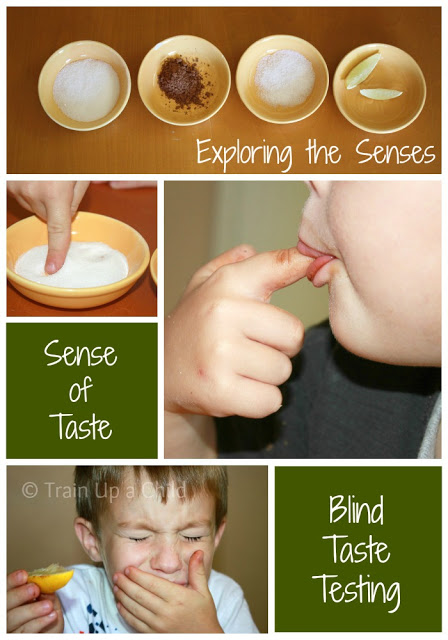 Exploring the Senses
Sense
of
Taste
© Train Up a Child
Blind
Taste
Testing